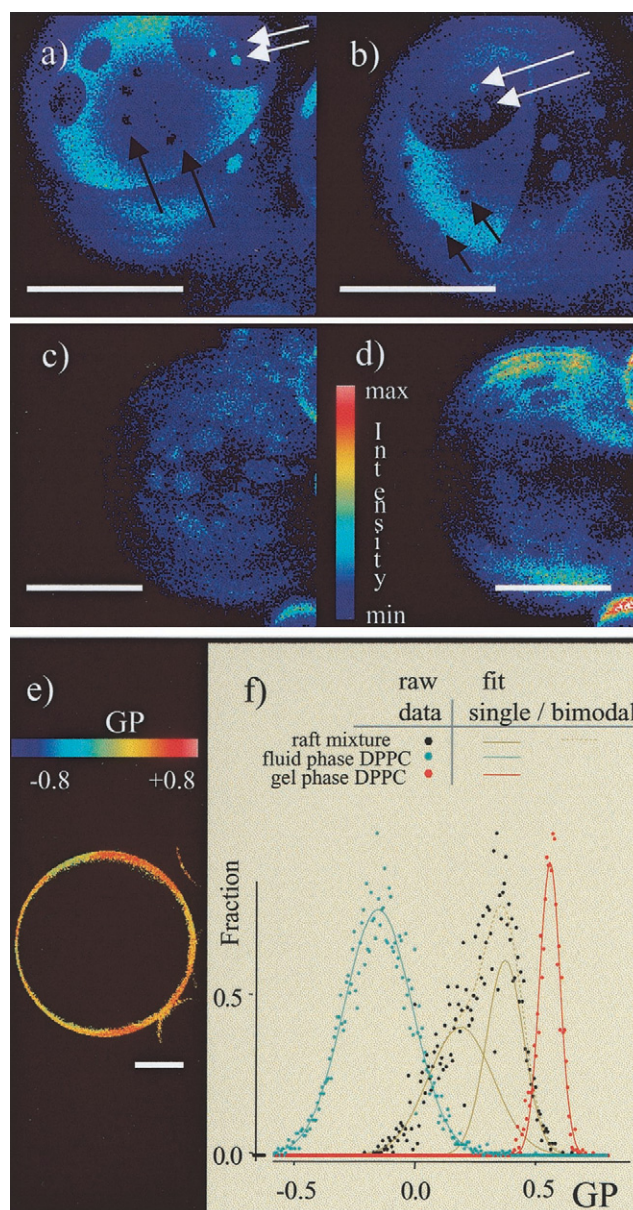 a)
b)
c)
d)
max
Intensity
min
e)
GP
-0.8 +0.8
f)
raw fit
data single / bimodal
raft mixture
fluid phase DPPC
gel phase DPPC
Fraction
0.5
0.0
-0.5 0.0 0.5 GP